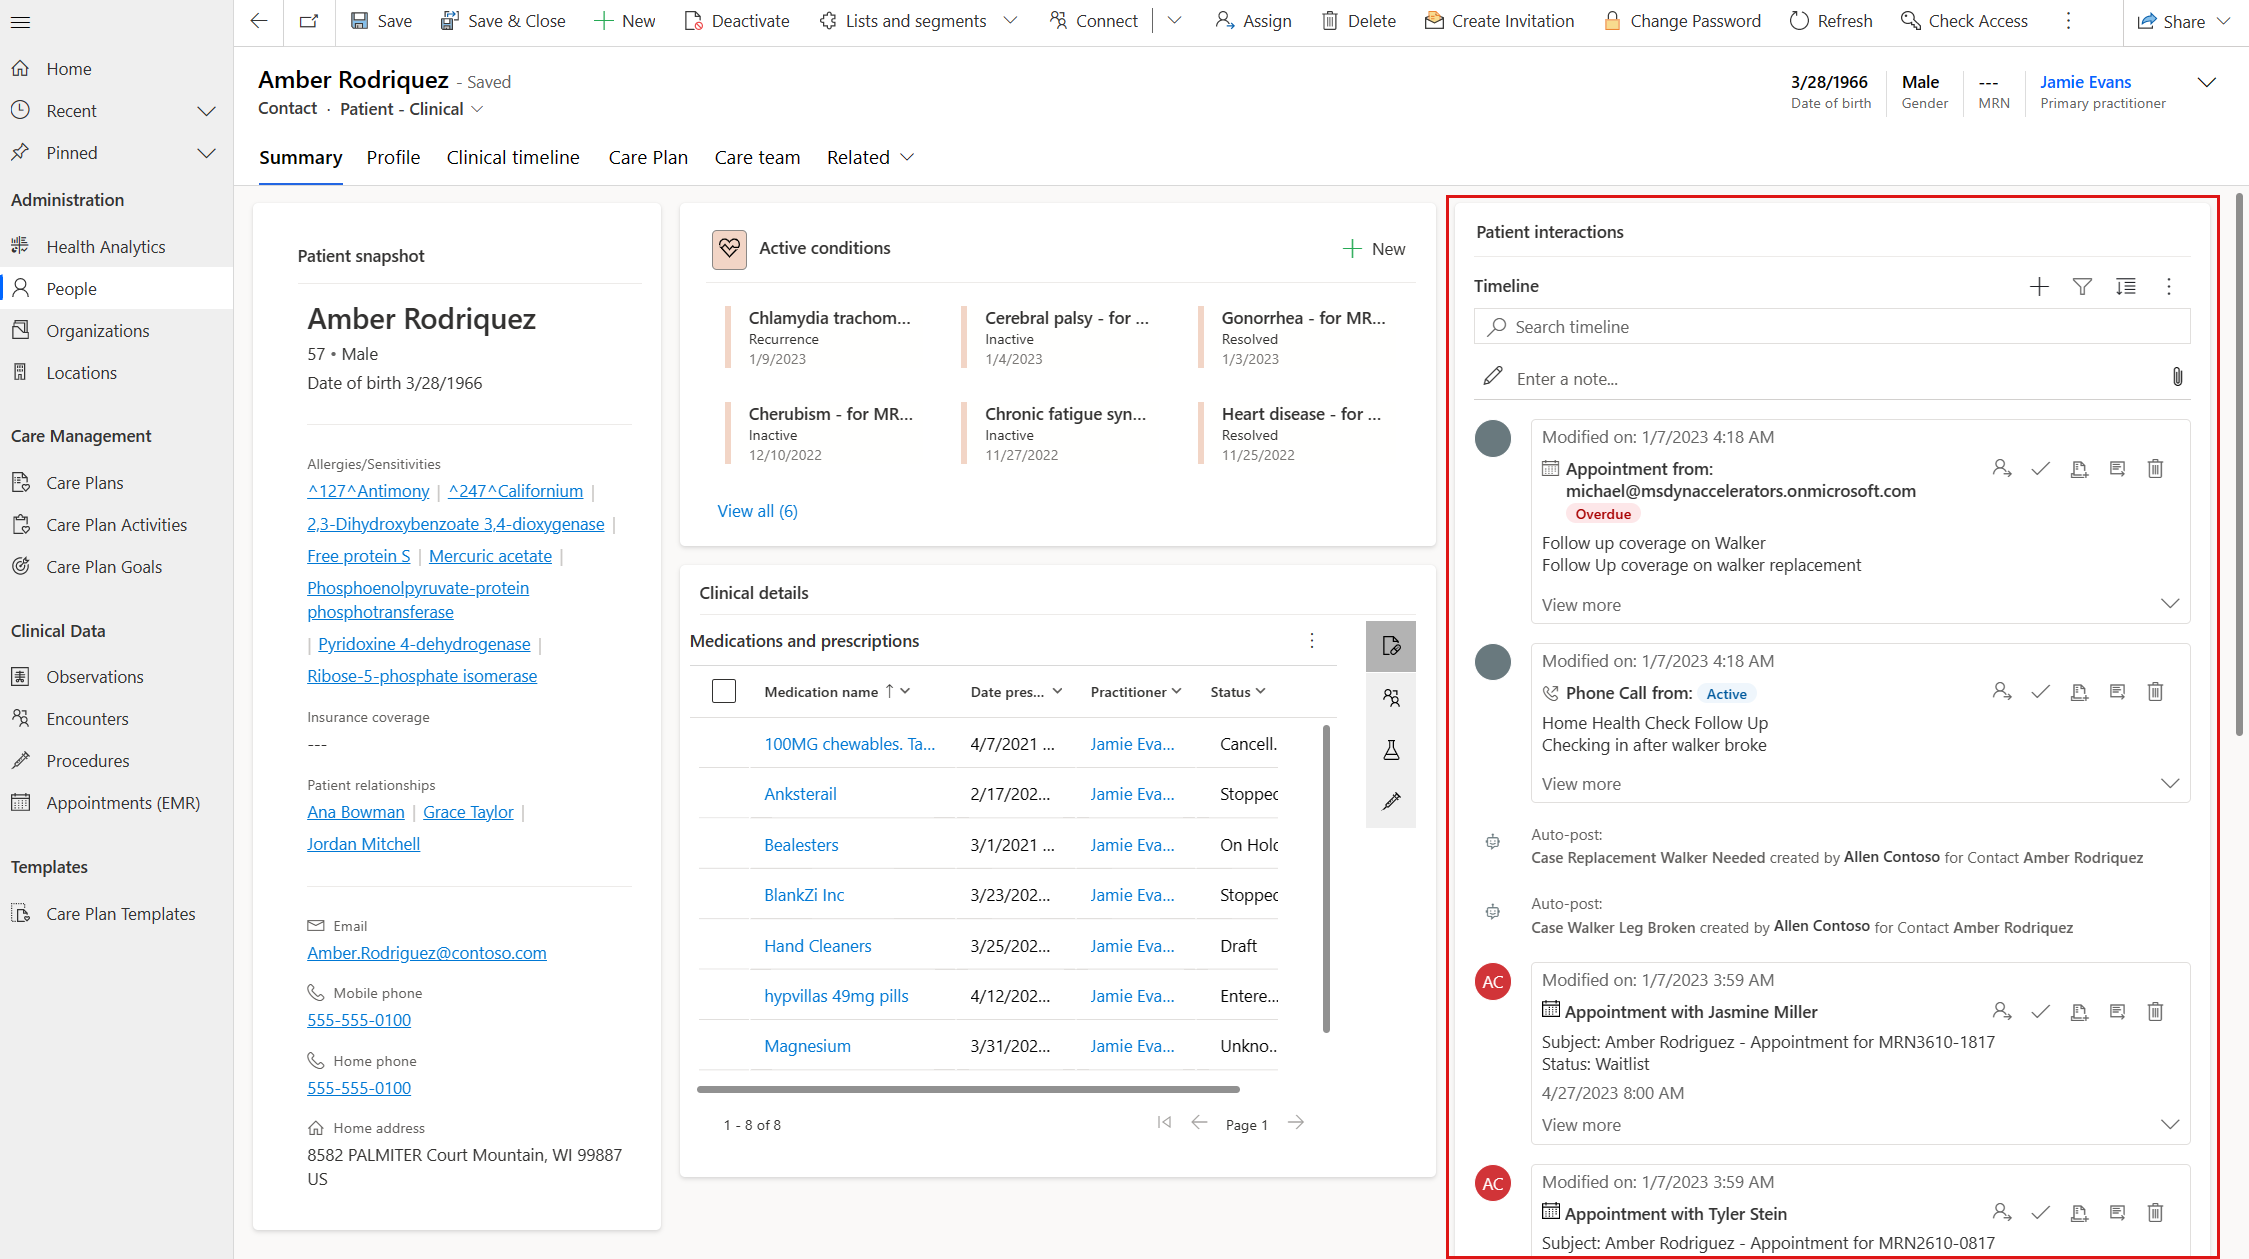 Save
Save & Close
New
Deactivate
Lists and segments
Connect
Assign
Delete
Create Invitation
Change Password
Refresh
Check Access
Share
Home
Recent
Pinned
Administration
Health Analytics
People
Organizations
Locations
Care Management
Care Plans
Care Plan Activities
Care Plan Goals
Clinical Data
Observations
Encounters
Procedures
Appointments (EMR)
Templates
Care Plan Templates
Amber Rodriquez - Saved
Contact · Patient - Clinical
3/28/1966
Date of birth
Male
Gender
---
MRN
Jamie Evans
Primary practitioner
Summary
Profile
Clinical timeline
Care Plan
Care team
Related
Patient snapshot
Amber Rodriquez
57 • Male
Date of birth 3/28/1966
Allergies/Sensitivities
^127^Antimony | ^247^Californium |
2,3-Dihydroxybenzoate 3,4-dioxygenase |
Free protein S | Mercuric acetate |
Phosphoenolpyruvate-protein
phosphotransferase
| Pyridoxine 4-dehydrogenase |
Ribose-5-phosphate isomerase
Insurance coverage
---
Patient relationships
Ana Bowman | Grace Taylor |
Jordan Mitchell
Email
Amber.Rodriguez@contoso.com
Mobile phone
555-555-0100
Home phone
555-555-0100
Home address
8582 PALMITER Court Mountain, WI 99887
US
Active conditions
New
Chlamydia trachom...
Recurrence
1/9/2023
Cerebral palsy - for ...
Inactive
1/4/2023
Gonorrhea - for MR...
Resolved
1/3/2023
Cherubism - for MR...
Inactive
12/10/2022
Chronic fatigue syn...
Inactive
11/27/2022
Heart disease - for ...
Resolved
11/25/2022
View all (6)
Clinical details
Medications and prescriptions
Medication name Date pres... Practitioner Status
100MG chewables. Ta... 4/7/2021 ... Jamie Eva... Cancell.
Anksterail 2/17/202... Jamie Eva... Stopped
Bealesters 3/1/2021 ... Jamie Eva... On Hold
BlankZi Inc 3/23/202... Jamie Eva... Stopped
Hand Cleaners 3/25/202... Jamie Eva... Draft
hypvillas 49mg pills 4/12/202... Jamie Eva... Entere...
Magnesium 3/31/202... Jamie Eva... Unkno..
1 - 8 of 8
Page 1
Patient interactions
Timeline
Search timeline
Enter a note...
Modified on: 1/7/2023 4:18 AM
Appointment from:
michael@msdynaccelerators.onmicrosoft.com
Overdue
Follow up coverage on Walker
Follow Up coverage on walker replacement
View more
Modified on: 1/7/2023 4:18 AM
Phone Call from: Active
Home Health Check Follow Up
Checking in after walker broke
View more
Auto-post:
Case Replacement Walker Needed created by Allen Contoso for Contact Amber Rodriquez
Auto-post:
Case Walker Leg Broken created by Allen Contoso for Contact Amber Rodriquez
AC
Modified on: 1/7/2023 3:59 AM
Appointment with Jasmine Miller
Subject: Amber Rodriguez - Appointment for MRN3610-1817
Status: Waitlist
4/27/2023 8:00 AM
View more
AC
Modified on: 1/7/2023 3:59 AM
Appointment with Tyler Stein
Subject: Amber Rodriguez - Appointment for MRN2610-0817